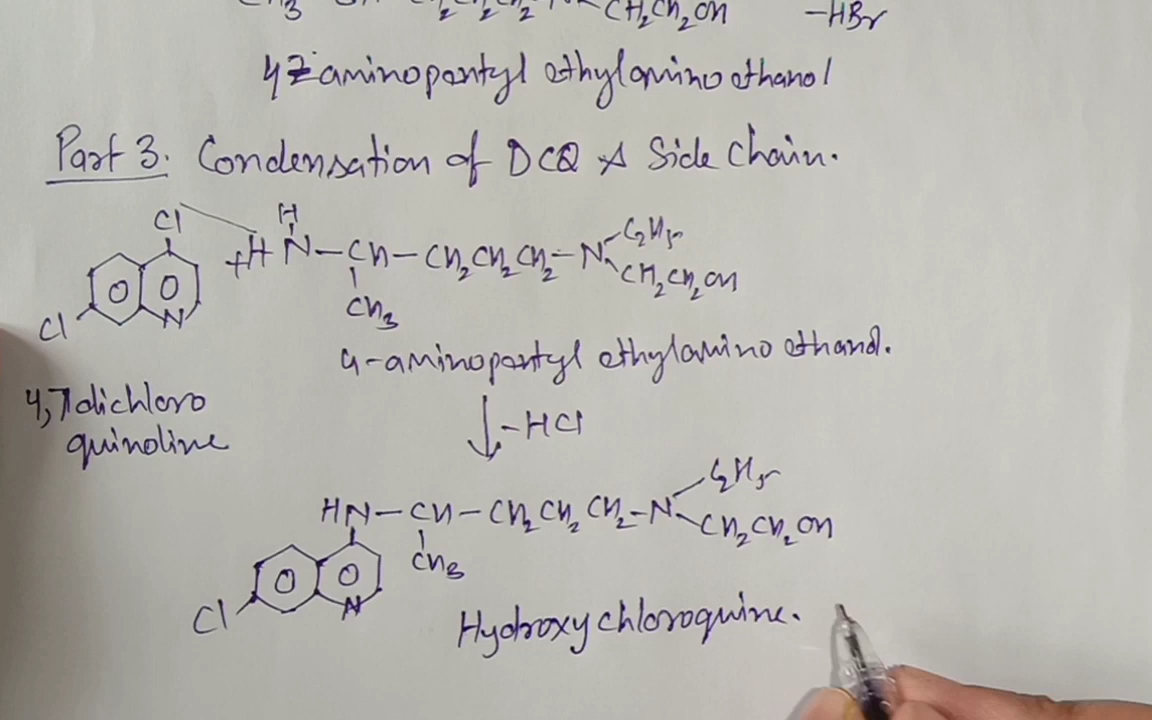 CH2CH2OH -HBr
4 aminopentyl ethylamino ethanol
Part 3. Condensation of DCQ & Side chain.
Cl
H
+H N-CH-CH2CH2CH2-N C2H5
CH2CH2OH
Cl N CH3
4-aminopentyl ethylamino ethanol.
4,7 dichloro
quinoline
-HCl
C2H5
HN-CH-CH2CH2CH2-N
CH2CH2OH
CH3
Cl N
Hydroxychloroquine.